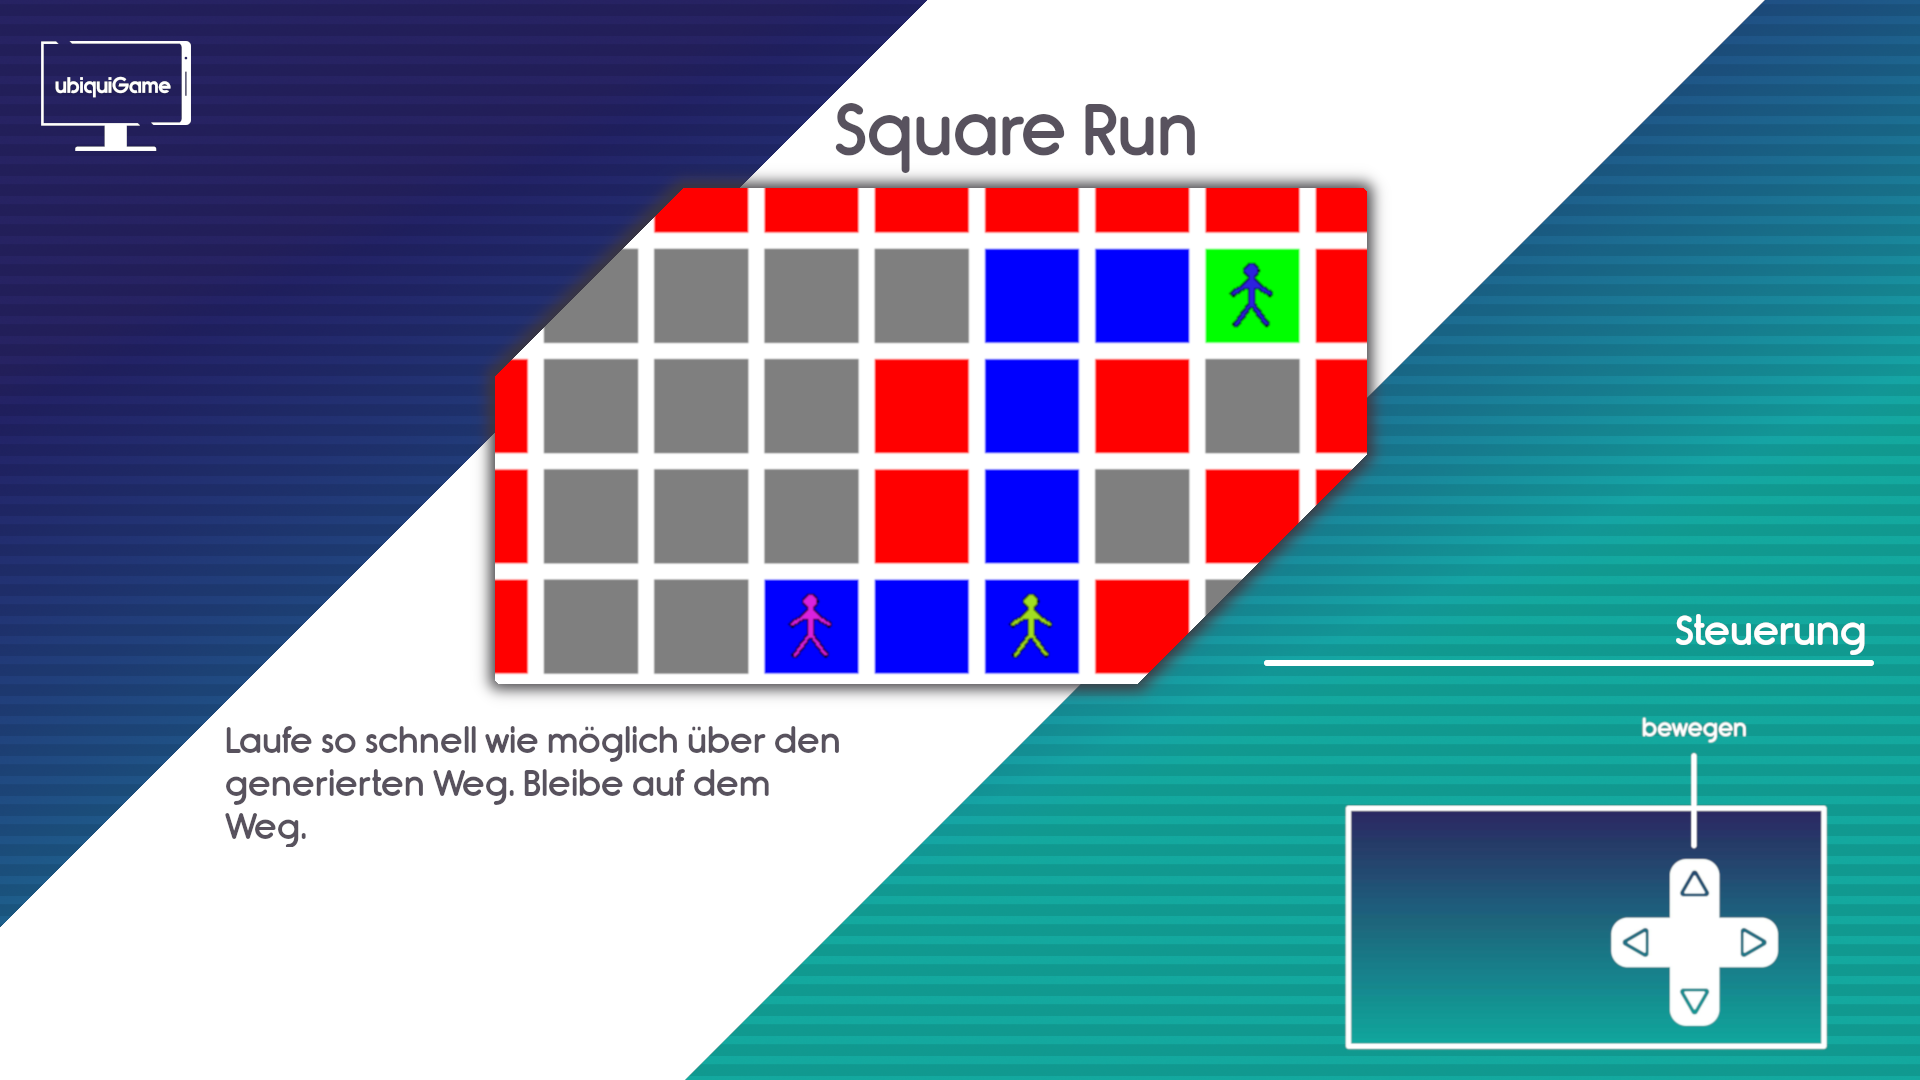 ubiquiGame
Square Run
Laufe so schnell wie möglich über den
generierten Weg. Bleibe auf dem
Weg.
Steuerung
bewegen